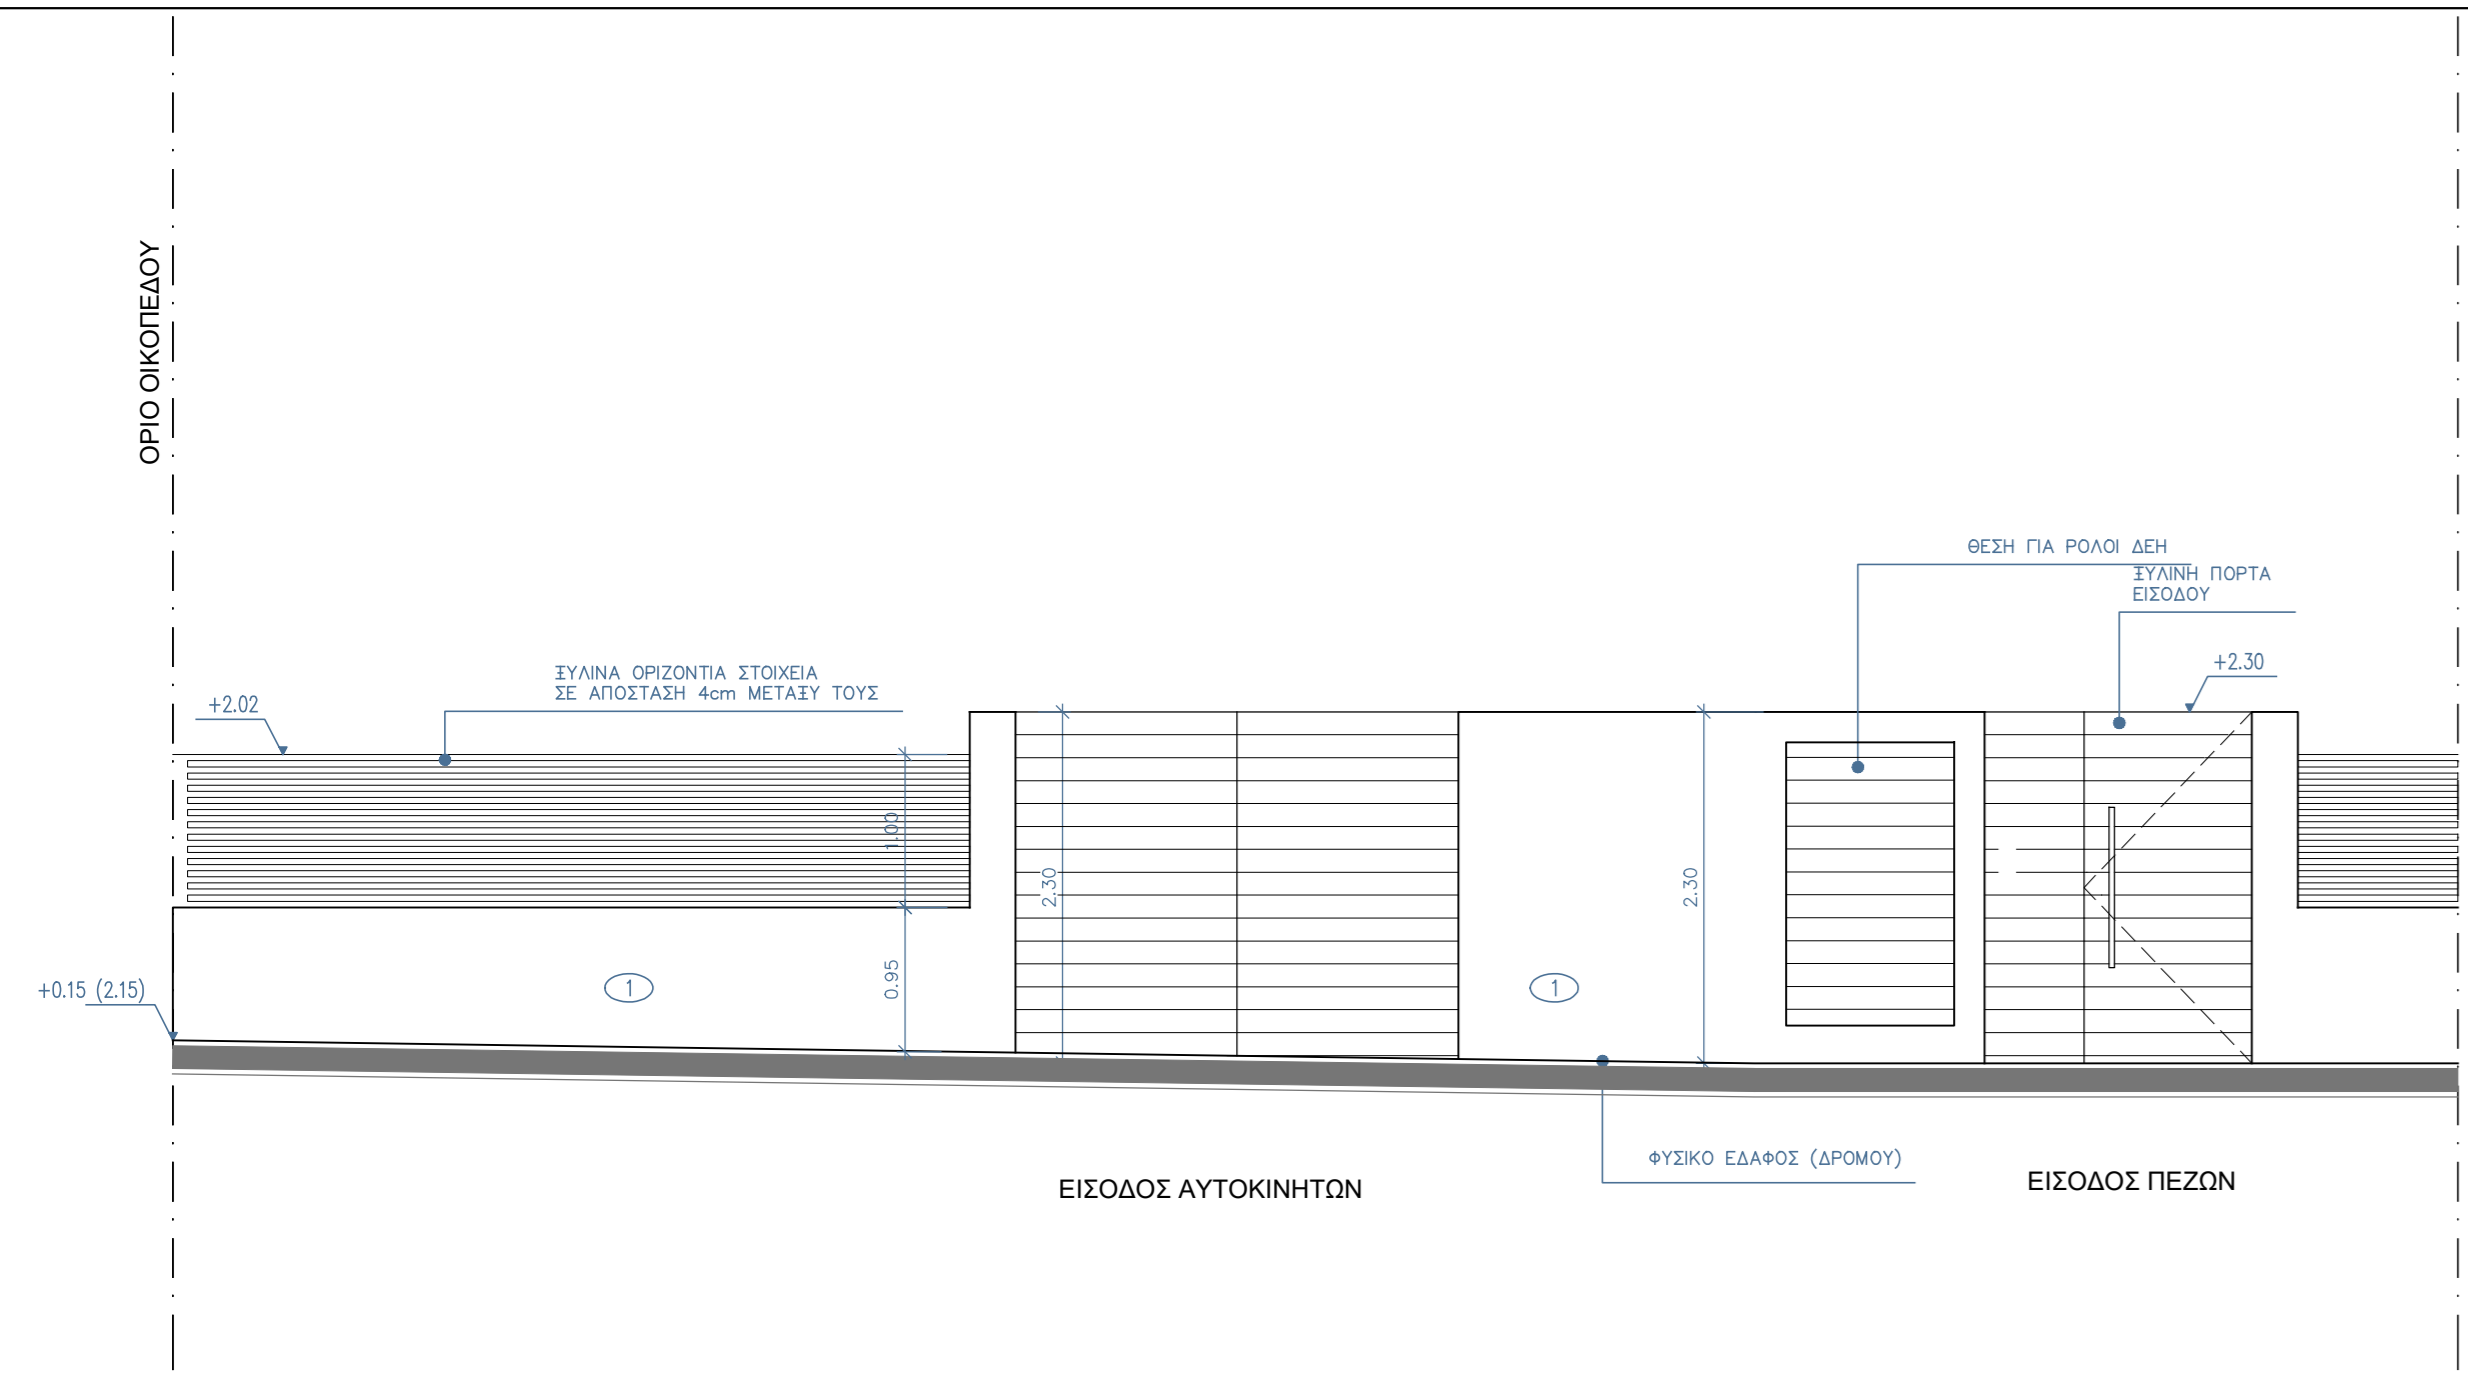 ΟΡΙΟ ΟΙΚΟΠΕΔΟΥ
ΘΕΣΗ ΓΙΑ ΡΟΛΟΙ ΔΕΗ
ΞΥΛΙΝΗ ΠΟΡΤΑ
ΕΙΣΟΔΟΥ
+2.30
ΞΥΛΙΝΑ ΟΡΙΖΟΝΤΙΑ ΣΤΟΙΧΕΙΑ
ΣΕ ΑΠΟΣΤΑΣΗ 4cm ΜΕΤΑΞΥ ΤΟΥΣ
+2.02
1.00
2.30
2.30
0.95
+0.15 (2.15)
1
1
ΦΥΣΙΚΟ ΕΔΑΦΟΣ (ΔΡΟΜΟΥ)
ΕΙΣΟΔΟΣ ΑΥΤΟΚΙΝΗΤΩΝ
ΕΙΣΟΔΟΣ ΠΕΖΩΝ